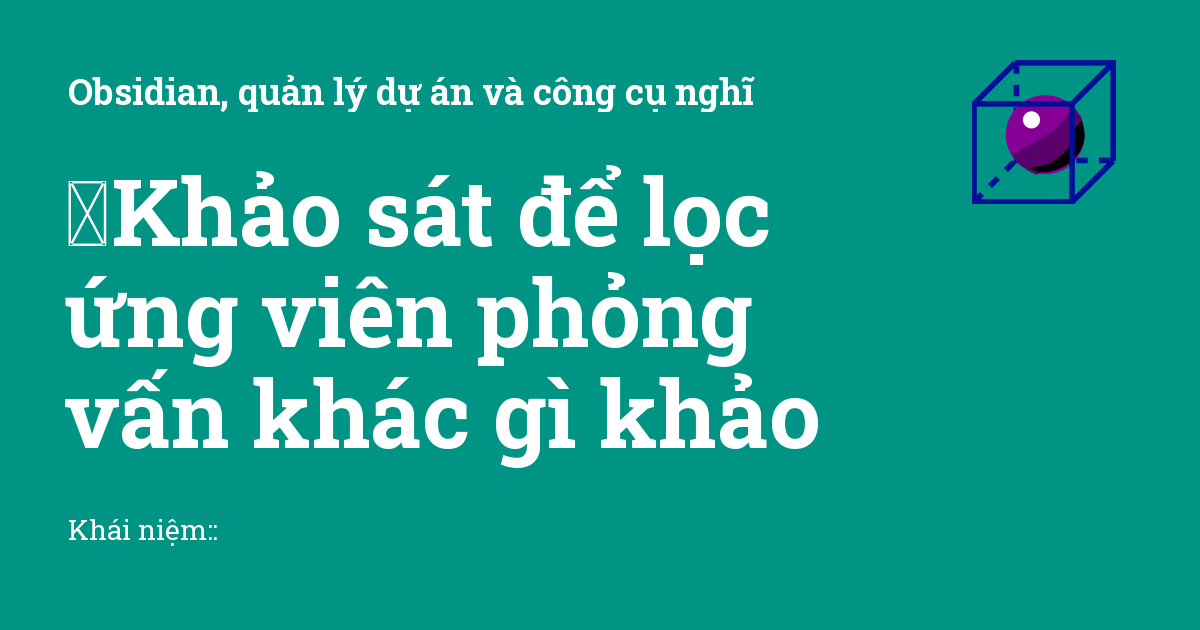 Obsidian, quản lý dự án và công cụ nghĩ
Khảo sát để lọc
ứng viên phỏng
vấn khác gì khảo
Khái niệm::